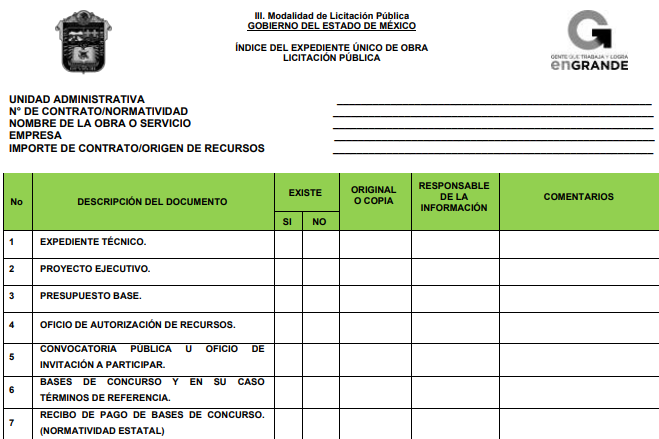 III. Modalidad de Licitación Pública
GOBIERNO DEL ESTADO DE MÉXICO
ÍNDICE DEL EXPEDIENTE ÚNICO DE OBRA
LICITACIÓN PÚBLICA
GENTE QUE TRABAJA Y LOGRA
enGRANDE
UNIDAD ADMINISTRATIVA
N° DE CONTRATO/NORMATIVIDAD
NOMBRE DE LA OBRA O SERVICIO
EMPRESA
IMPORTE DE CONTRATO/ORIGEN DE RECURSOS
No
DESCRIPCIÓN DEL DOCUMENTO
EXISTE
SI NO
ORIGINAL
O COPIA
RESPONSABLE
DE LA
INFORMACIÓN
COMENTARIOS
1 EXPEDIENTE TÉCNICO.
2 PROYECTO EJECUTIVO.
3 PRESUPUESTO BASE.
4 OFICIO DE AUTORIZACIÓN DE RECURSOS.
5 CONVOCATORIA PÚBLICA U OFICIO DE
INVITACIÓN A PARTICIPAR.
6 BASES DE CONCURSO Y EN SU CASO
TÉRMINOS DE REFERENCIA.
7 RECIBO DE PAGO DE BASES DE CONCURSO.
(NORMATIVIDAD ESTATAL)